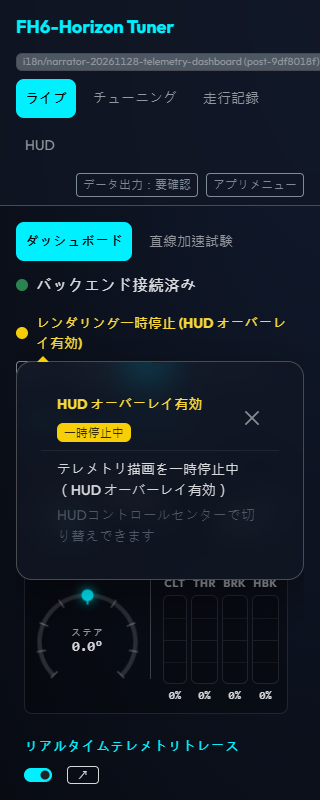 FH6-Horizon Tuner
i18n/narrator-20261128-telemetry-dashboard (post-9df8018f)
ライブ
チューニング
走行記録
HUD
データ出力：要確認
アプリメニュー
ダッシュボード
直線加速試験
バックエンド接続済み
レンダリング一時停止 (HUD オーバーレ
イ有効)
HUD オーバーレイ有効
一時停止中
テレメトリ描画を一時停止中
（ HUD オーバーレイ有効 ）
HUDコントロールセンターで切
り替えできます
CLT THR BRK HBK
ステア
0.0°
0% 0% 0% 0%
リアルタイムテレメトリトレース